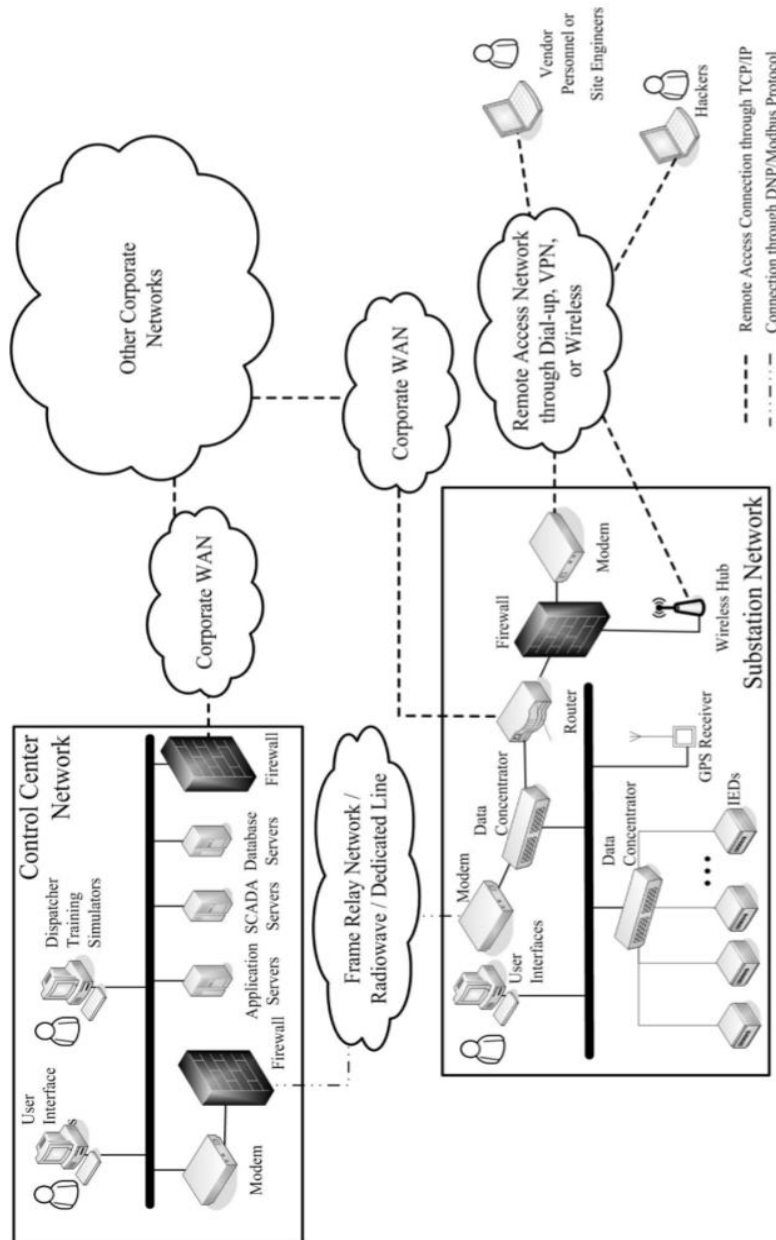 Control Center
Network
User
Interface
Dispatcher
Training
Simulators
Modem
Firewall
Application
Servers
SCADA
Servers
Database
Servers
Firewall
Corporate WAN
Other Corporate
Networks
Frame Relay Network /
Radiowave / Dedicated Line
Corporate WAN
User
Interfaces
Modem
Data
Concentrator
Router
Firewall
Modem
Wireless Hub
GPS Receiver
Data
Concentrator
IEDs
Substation Network
Remote Access Network
through Dial-up, VPN,
or Wireless
Vendor
Personnel or
Site Engineers
Hackers
Remote Access Connection through TCP/IP
Connection through DNP/Modbus Protocol